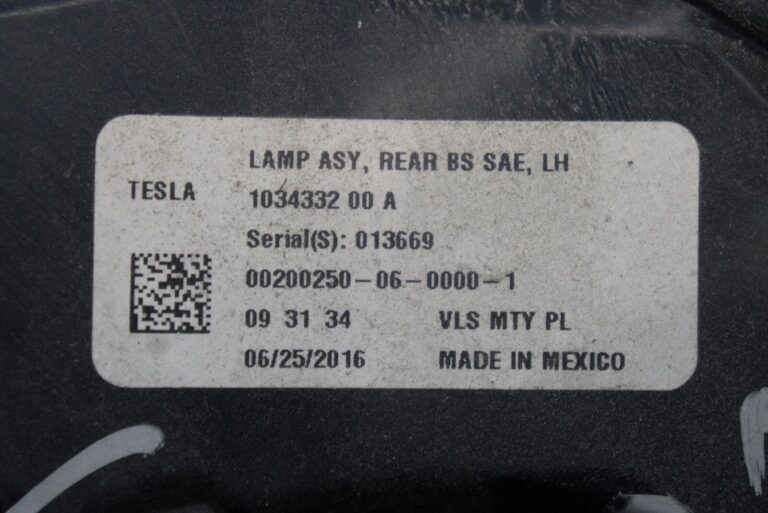 LAMP ASY, REAR BS SAE, LH
TESLA
1034332 00 A
Serial(S): 013669
00200250-06-0000-1
09 31 34 VLS MTY PL
06/25/2016 MADE IN MEXICO